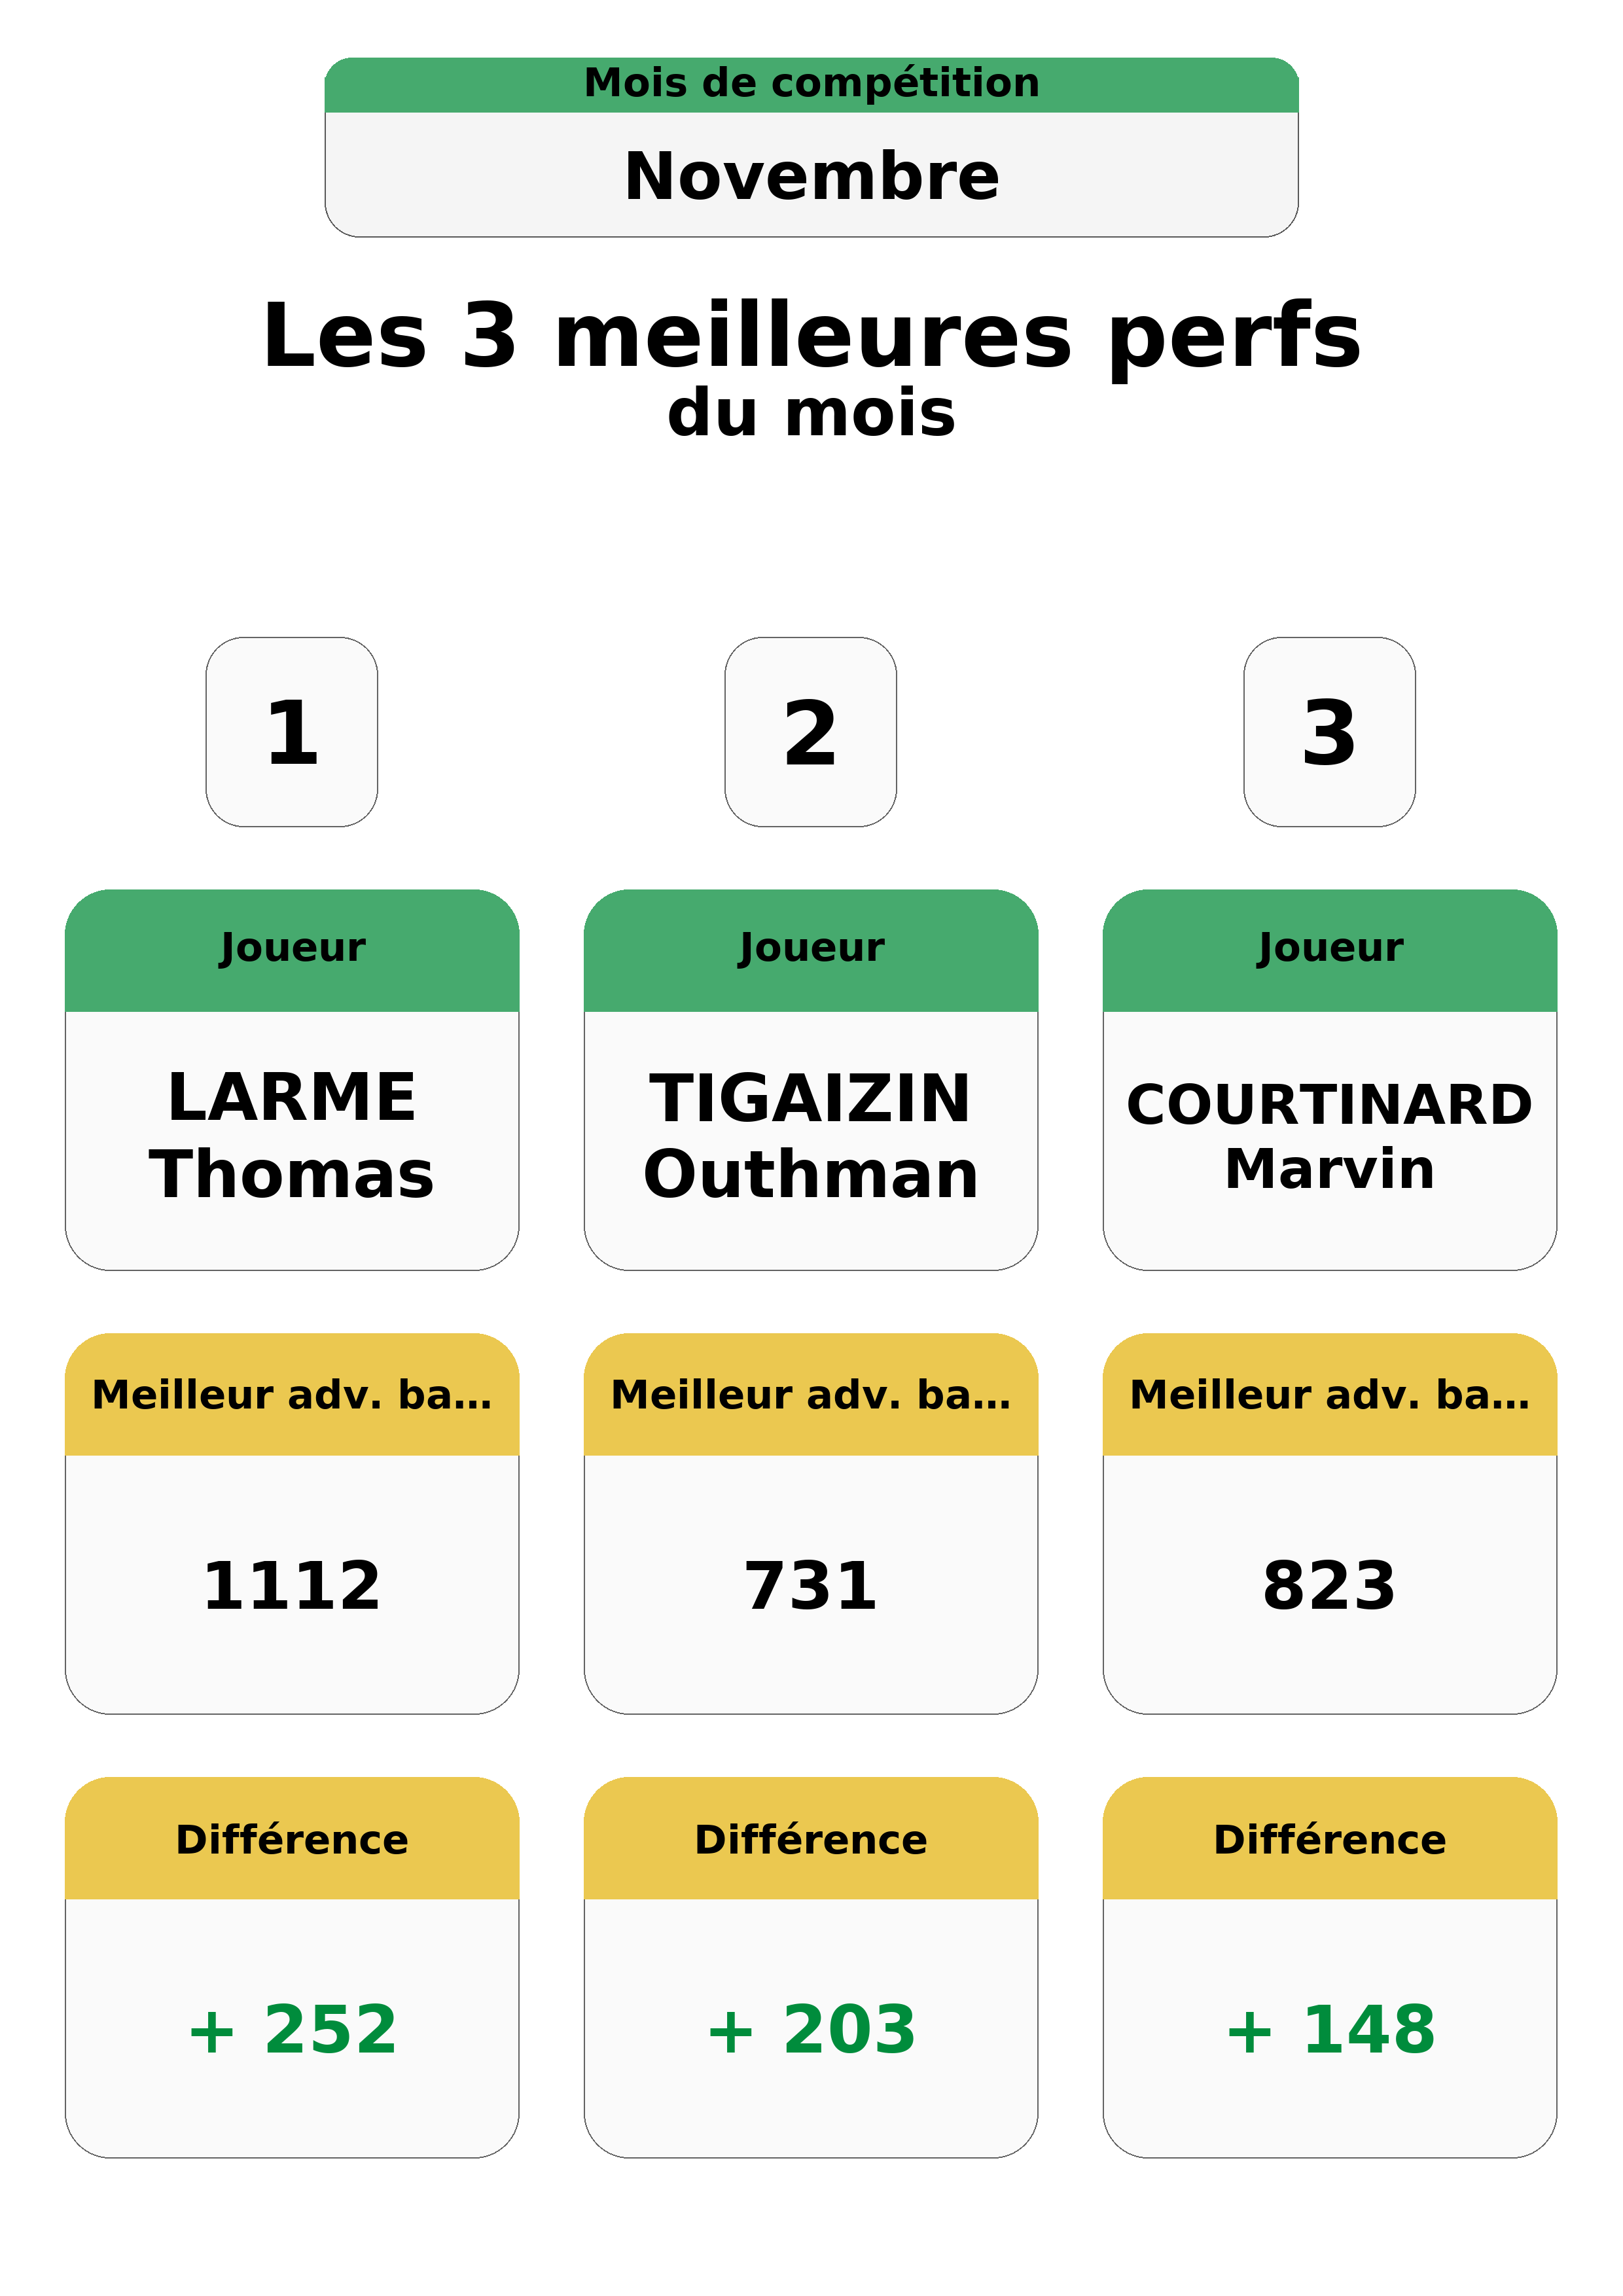 Mois de compétition
Novembre
Les 3 meilleures perfs
du mois
1
2
3
Joueur
Joueur
Joueur
LARME
Thomas
TIGAIZIN
Outhman
COURTINARD
Marvin
Meilleur adv. ba…
Meilleur adv. ba…
Meilleur adv. ba…
1112
731
823
Différence
Différence
Différence
+ 252
+ 203
+ 148